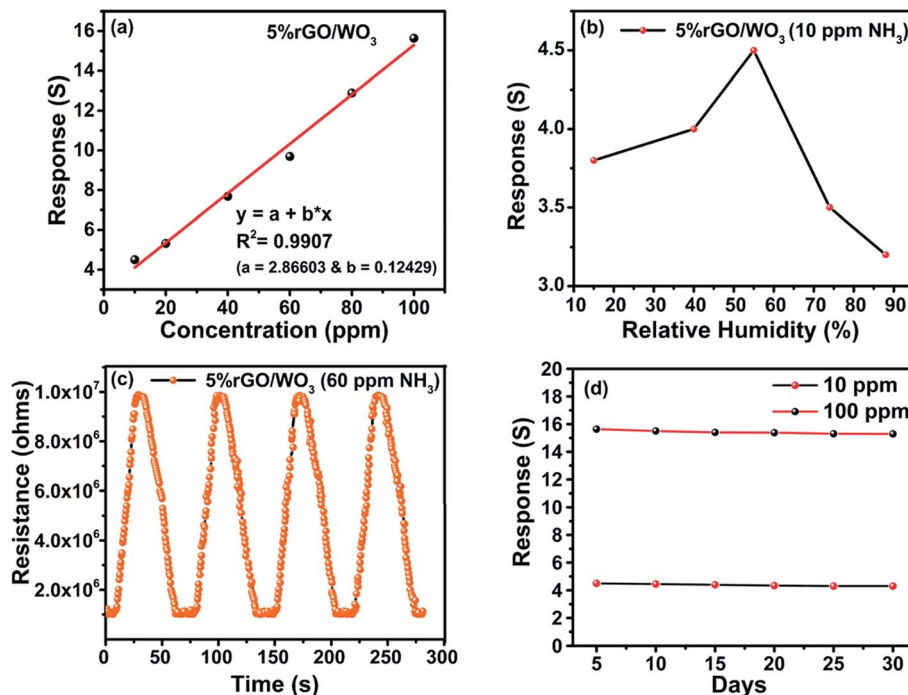 (a)
5%rGO/WO₃
Response (S)
16
14
12
10
8
6
4
y = a + b*x
R²= 0.9907
(a = 2.86603 & b = 0.12429)
0 20 40 60 80 100
Concentration (ppm)
(b)
5%rGO/WO₃ (10 ppm NH₃)
Response (S)
4.5
4.0
3.5
3.0
10 20 30 40 50 60 70 80 90
Relative Humidity (%)
(c)
5%rGO/WO₃ (60 ppm NH₃)
Resistance (ohms)
1.0x10⁷
8.0x10⁶
6.0x10⁶
4.0x10⁶
2.0x10⁶
0 50 100 150 200 250 300
Time (s)
(d)
10 ppm
100 ppm
Response (S)
20
18
16
14
12
10
8
6
4
2
0
5 10 15 20 25 30
Days